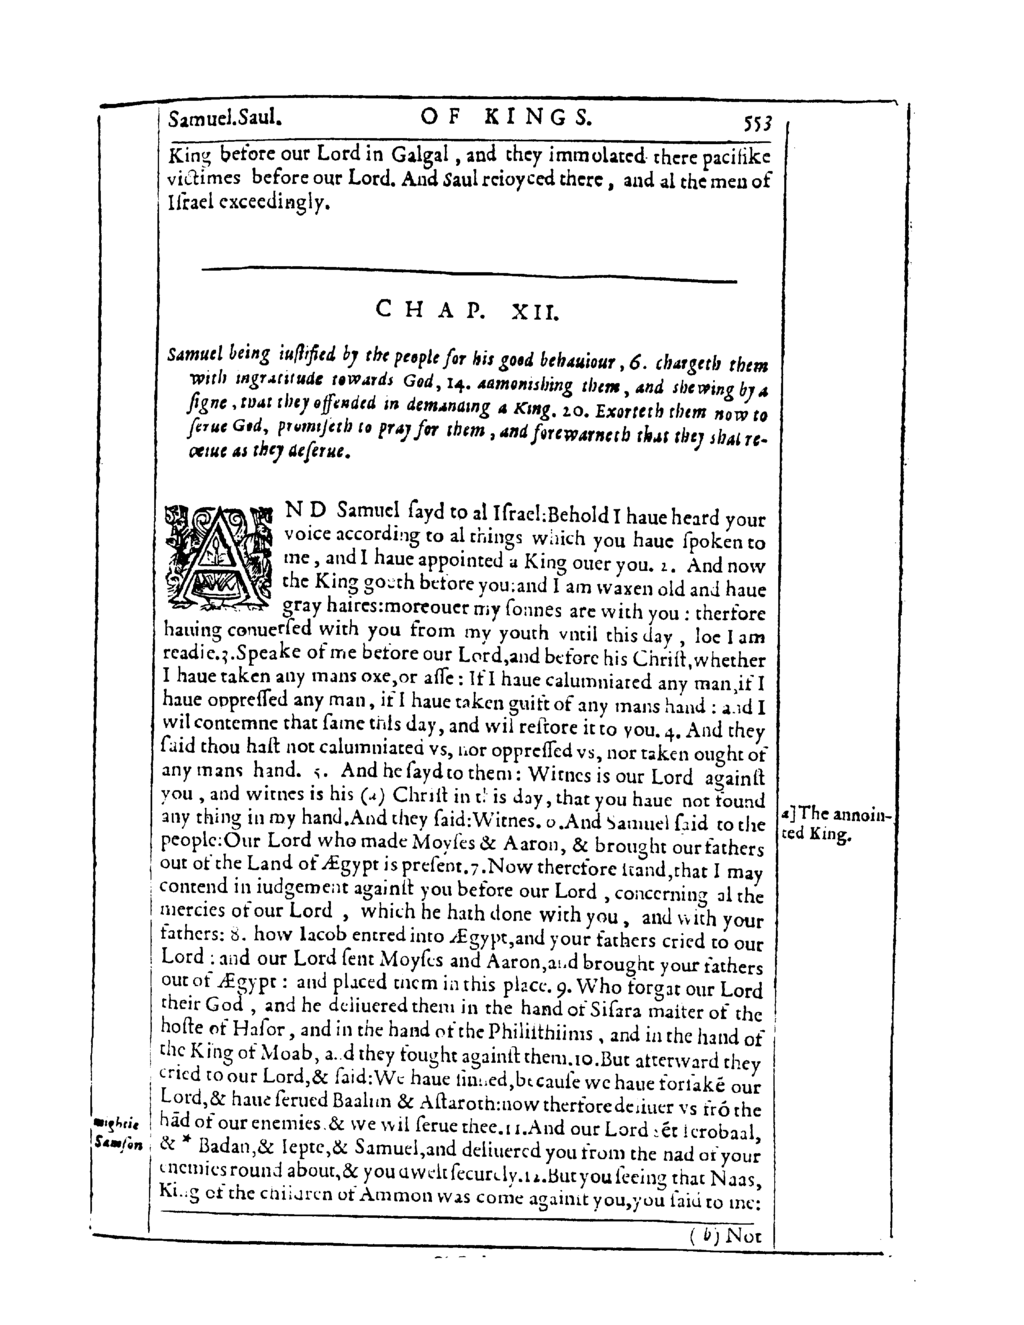 Samuel.Saul. OF KINGS. 553
King before our Lord in Galgal, and they immolated there pacifike
victimes before our Lord. And Saul reioyced there, and al the men of
Iſrael exceedingly.
CHAP. XII.
Samuel being iuſtified by the people for his good behauiour, 6. chargeth them
with ingratitude towards God, 14. aamonishing them, and shewing by a
ſigne, that they offended in demanding a King. 20. Exorteth them now to
ſerue God, promiſeth to pray for them, and forewarneth that they shal re-
ceiue as they deſerue.
AND Samuel ſayd to al Iſrael:Behold I haue heard your
voice according to al things which you haue ſpoken to
me, and I haue appointed a King ouer you. 2. And now
the King goeth before you:and I am waxen old and haue
gray haires:moreouer my ſonnes are with you : therfore
hauing conuerſed with you from my youth vntil this day, loe I am
readie.3.Speake of me before our Lord,and before his Chriſt,whether
I haue taken any mans oxe,or aſſe : If I haue calumniated any man,if I
haue oppreſſed any man, if I haue taken guift of any mans hand : and I
wil contemne that ſame this day, and wil reſtore it to you. 4. And they
ſaid thou haſt not calumniated vs, nor oppreſſed vs, nor taken ought of
any mans hand. 5. And he ſayd to them: Witnes is our Lord againſt
you, and witnes is his (a) Chriſt in this day, that you haue not found
any thing in my hand.And they ſaid:Witnes. 6.And Samuel ſaid to the
people:Our Lord who made Moyſes & Aaron, & brought our fathers
out of the Land of Ægypt is preſent.7.Now therefore ſtand,that I may
contend in iudgement againſt you before our Lord, concerning al the
mercies of our Lord, which he hath done with you, and with your
fathers: 8. how Iacob entred into Ægypt,and your fathers cried to our
Lord : and our Lord ſent Moyſes and Aaron,and brought your fathers
out of Ægypt : and placed them in this place. 9. Who forgat our Lord
their God, and he deliuered them in the hand of Siſara maiſter of the
hoſte of Haſor, and in the hand of the Philiſthiims, and in the hand of
the King of Moab, and they fought againſt them.10.But afterward they
cried to our Lord,& ſaid:We haue ſinned,becauſe we haue forſakē our
Lord,& haue ſerued Baalim & Aſtaroth:now therfore deliuer vs frō the
hād of our enemies.& we wil ſerue thee.11.And our Lord ſēt Ierobaal,
& * Badan,& Iepte,& Samuel,and deliuered you from the nad of your
enemies round about,& you dwelt ſecurely.12.But you ſeeing that Naas,
King of the children of Ammon was come againſt you,you ſaid to me:
(b) Not
a]The annoin-
ted King.
mightie
Samſon